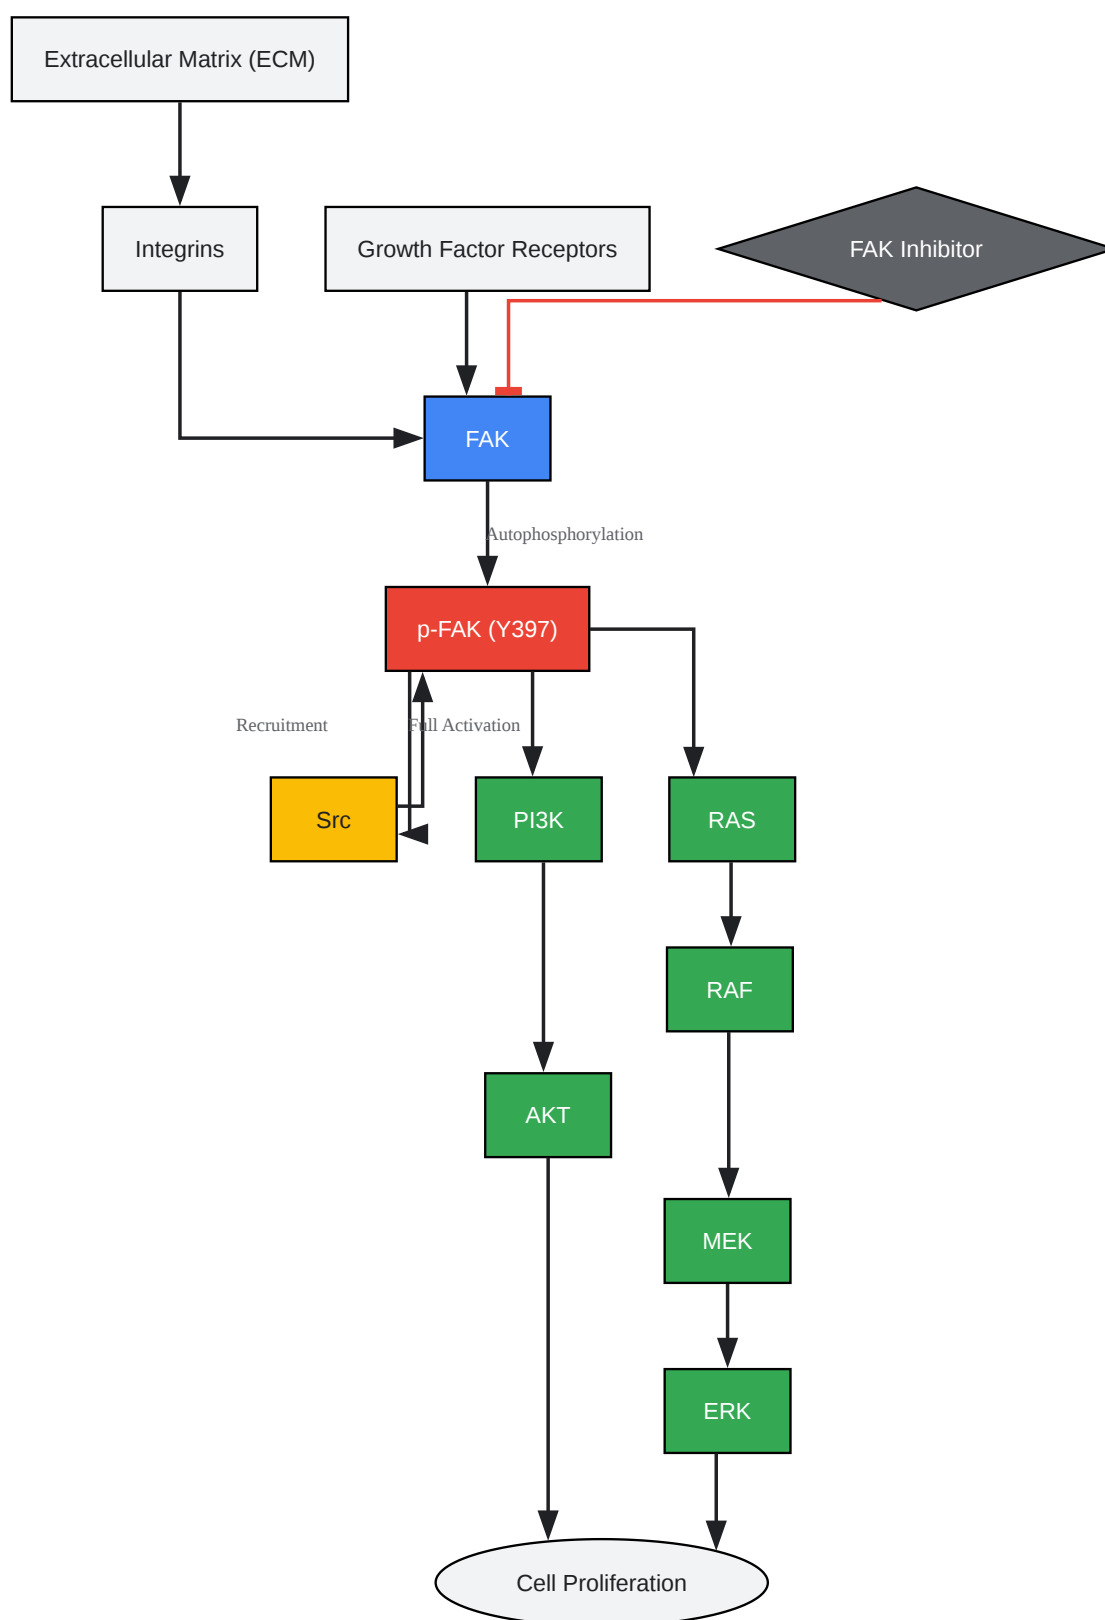 Extracellular Matrix (ECM)
Integrins
Growth Factor Receptors
FAK Inhibitor
FAK
Autophosphorylation
p-FAK (Y397)
Recruitment
Full Activation
Src
PI3K
RAS
RAF
AKT
MEK
ERK
Cell Proliferation